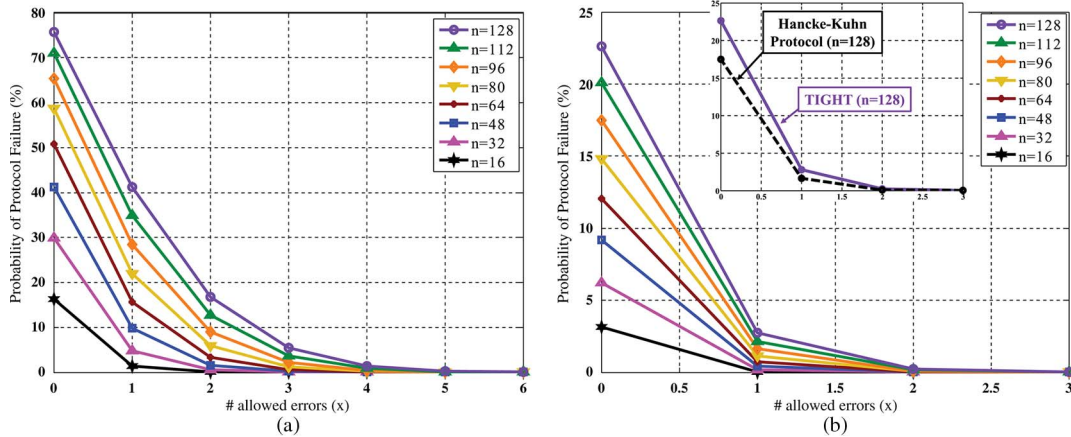 80
70
60
50
40
30
20
10
0
Probability of Protocol Failure (%)
n=128
n=112
n=96
n=80
n=64
n=48
n=32
n=16
0 1 2 3 4 5 6
# allowed errors (x)
(a)
25
20
15
10
5
0
Probability of Protocol Failure (%)
25
20
15
10
5
0
Hancke-Kuhn
Protocol (n=128)
TIGHT (n=128)
0 0.5 1 1.5 2 2.5 3
n=128
n=112
n=96
n=80
n=64
n=48
n=32
n=16
0 0.5 1 1.5 2 2.5 3
# allowed errors (x)
(b)